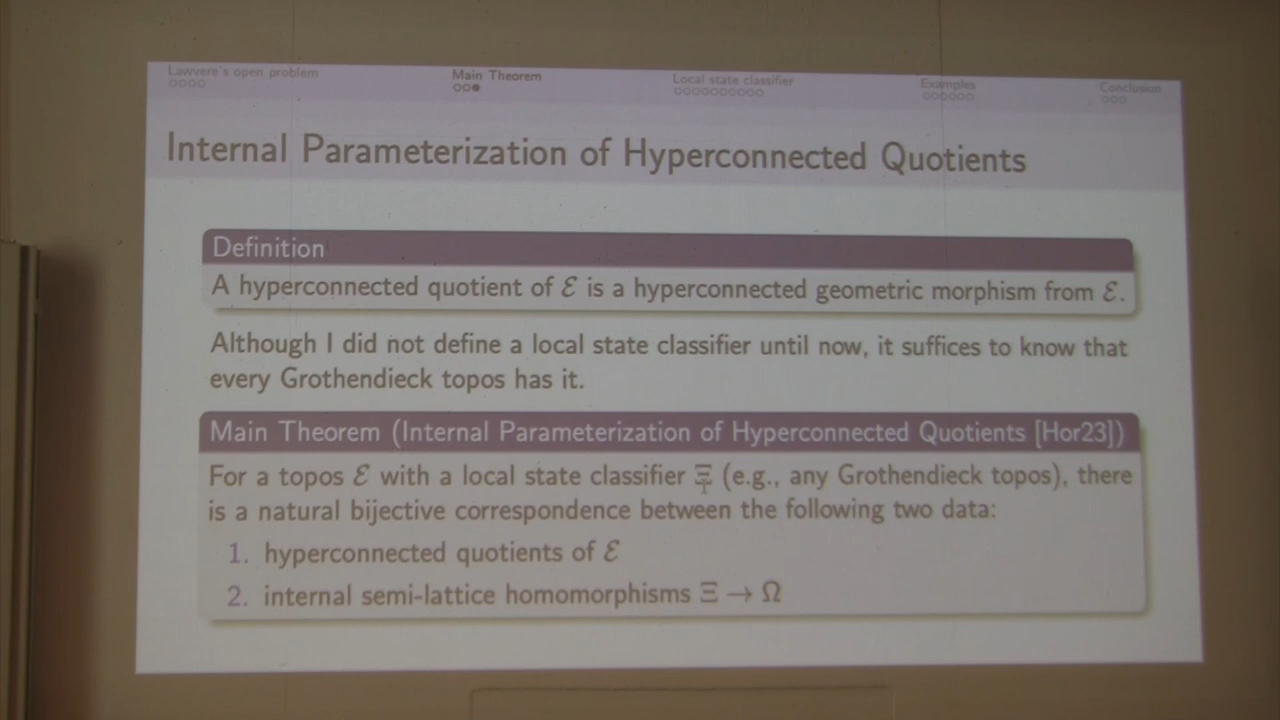 Lawvere's open problem Main Theorem Local state classifier Examples Conclusion
Internal Parameterization of Hyperconnected Quotients
Definition
A hyperconnected quotient of ℰ is a hyperconnected geometric morphism from ℰ.
Although I did not define a local state classifier until now, it suffices to know that
every Grothendieck topos has it.
Main Theorem (Internal Parameterization of Hyperconnected Quotients [Hor23])
For a topos ℰ with a local state classifier Ξ (e.g., any Grothendieck topos), there
is a natural bijective correspondence between the following two data:
1. hyperconnected quotients of ℰ
2. internal semi-lattice homomorphisms Ξ → Ω